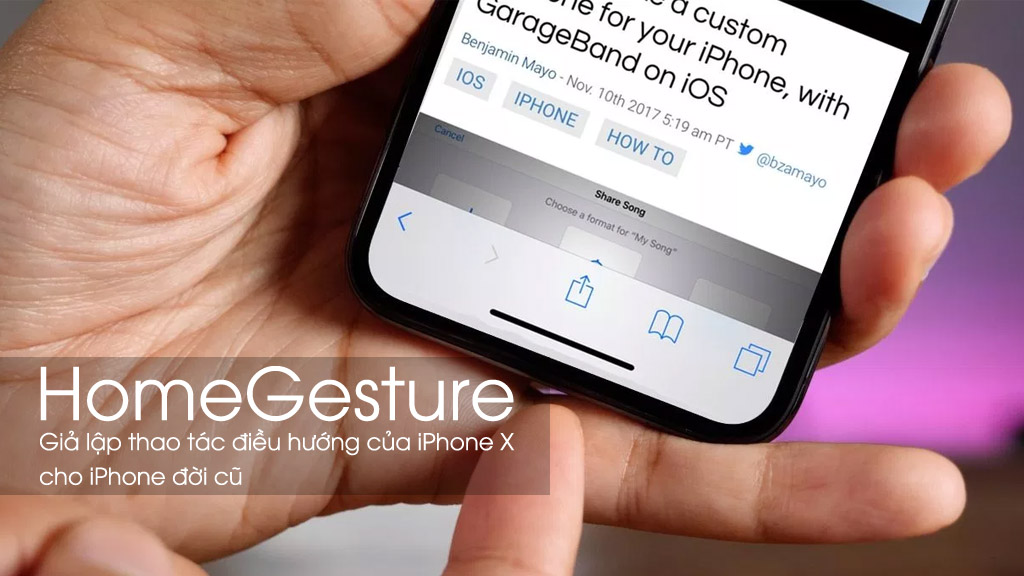 a custom
for your iPhone, with
GarageBand on iOS
Benjamin Mayo - Nov. 10th 2017 5:19 am PT @bzamayo
IOS IPHONE HOW TO
Cancel
Share Song
Choose a format for "My Song"
HomeGesture
Giả lập thao tác điều hướng của iPhone X
cho iPhone đời cũ